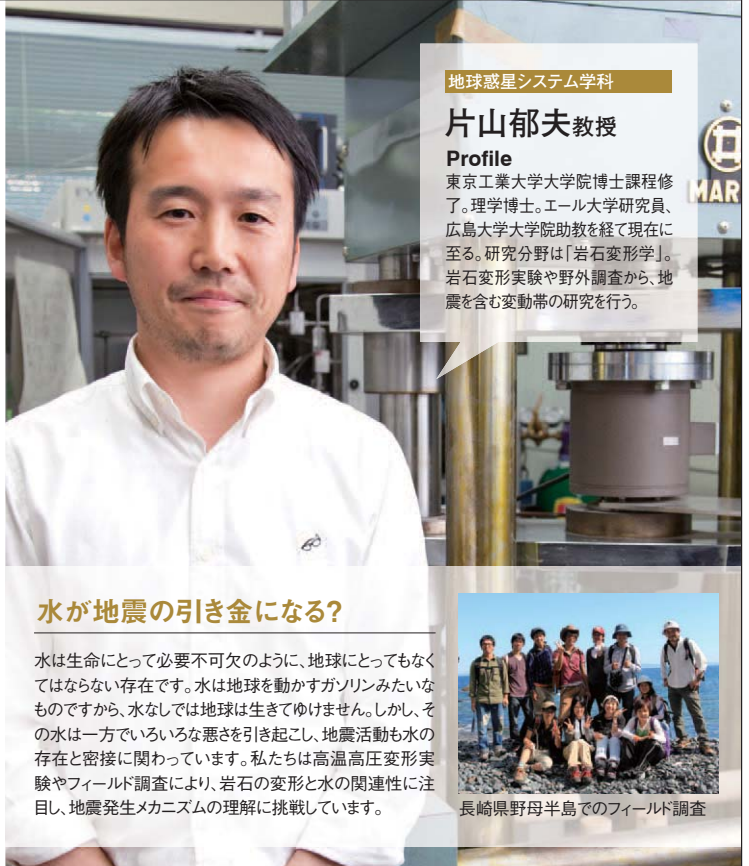 地球惑星システム学科
片山郁夫教授
Profile
東京工業大学大学院博士課程修
了。理学博士。エール大学研究員、
広島大学大学院助教を経て現在に
至る。研究分野は「岩石変形学」。
岩石変形実験や野外調査から、地
震を含む変動帯の研究を行う。
MAR
水が地震の引き金になる?
水は生命にとって必要不可欠のように、地球にとってもなく
てはならない存在です。水は地球を動かすガソリンみたいな
ものですから、水なしでは地球は生きてゆけません。しかし、そ
の水は一方でいろいろな悪さを引き起こし、地震活動も水の
存在と密接に関わっています。私たちは高温高圧変形実
験やフィールド調査により、岩石の変形と水の関連性に注
目し、地震発生メカニズムの理解に挑戦しています。
長崎県野母半島でのフィールド調査